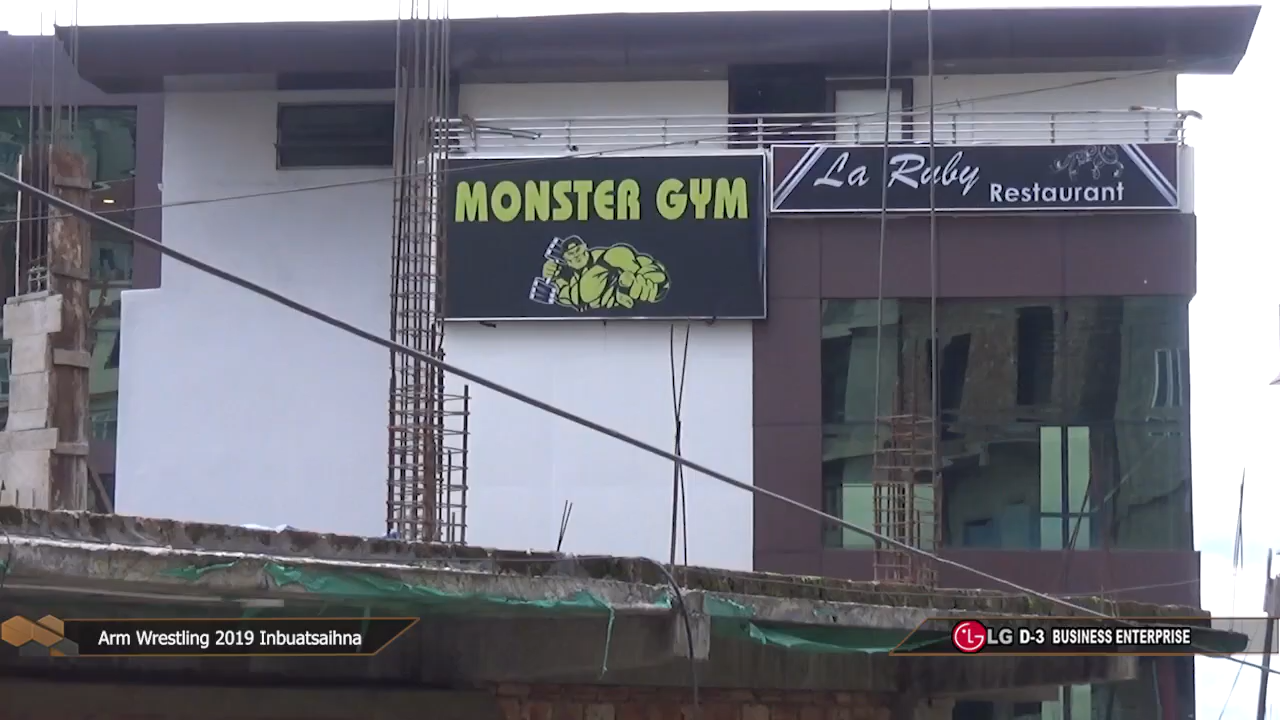 MONSTER GYM
La Ruby
Restaurant
Arm Wrestling 2019 Inbuatsaihna
LG D-3 BUSINESS ENTERPRISE